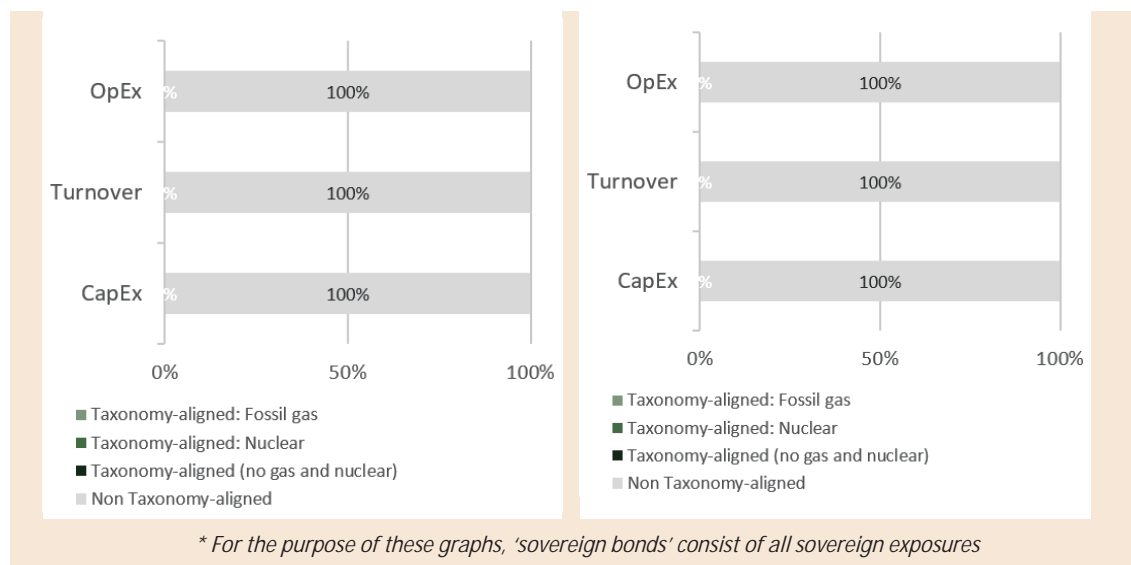 OpEx
% 100%
Turnover
% 100%
CapEx
% 100%
0% 50% 100%
Taxonomy-aligned: Fossil gas
Taxonomy-aligned: Nuclear
Taxonomy-aligned (no gas and nuclear)
Non Taxonomy-aligned
OpEx
% 100%
Turnover
% 100%
CapEx
% 100%
0% 50% 100%
Taxonomy-aligned: Fossil gas
Taxonomy-aligned: Nuclear
Taxonomy-aligned (no gas and nuclear)
Non Taxonomy-aligned
* For the purpose of these graphs, ‘sovereign bonds’ consist of all sovereign exposures